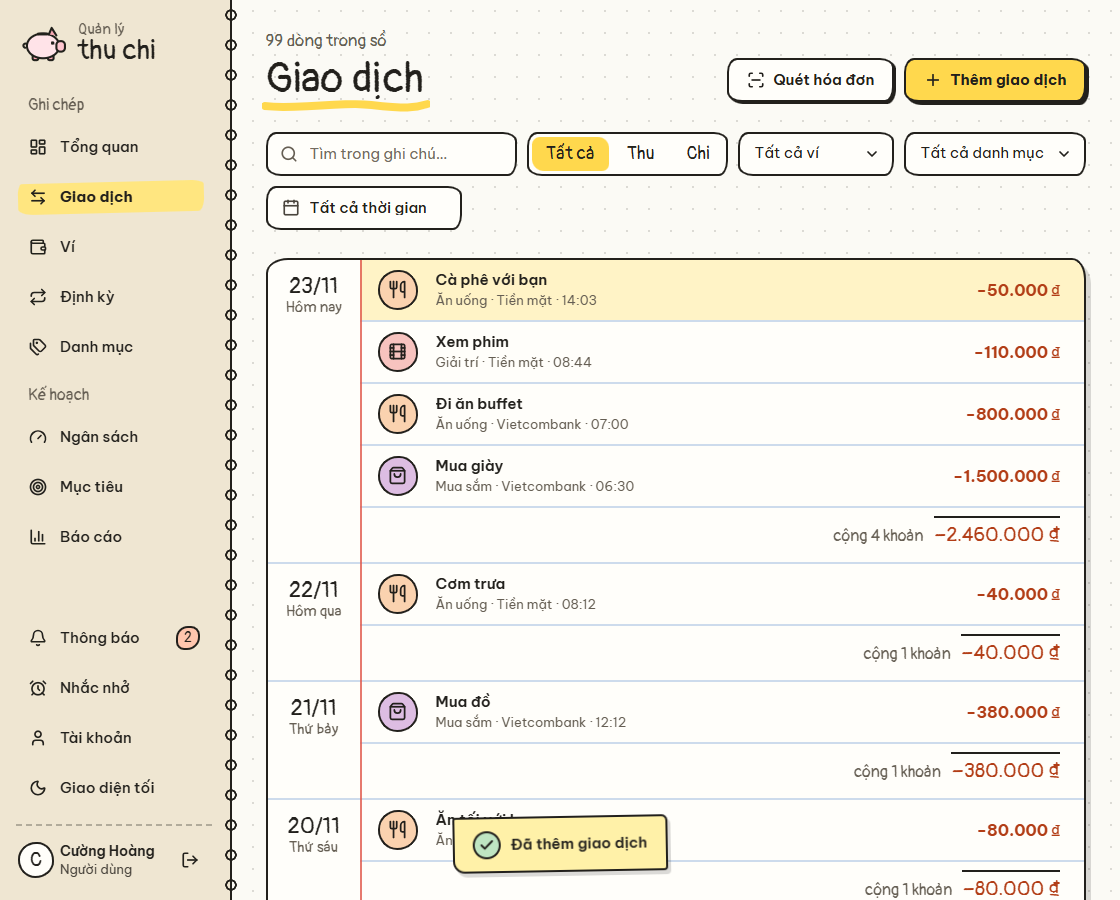 Quản lý
thu chi
Ghi chép
Tổng quan
Giao dịch
Ví
Định kỳ
Danh mục
Kế hoạch
Ngân sách
Mục tiêu
Báo cáo
Thông báo 2
Nhắc nhở
Tài khoản
Giao diện tối
C Cường Hoàng
Người dùng
99 dòng trong sổ
Giao dịch
Quét hóa đơn
Thêm giao dịch
Tìm trong ghi chú...
Tất cả Thu Chi
Tất cả ví
Tất cả danh mục
Tất cả thời gian
23/11
Hôm nay
Cà phê với bạn
Ăn uống · Tiền mặt · 14:03
-50.000 ₫
Xem phim
Giải trí · Tiền mặt · 08:44
-110.000 ₫
Đi ăn buffet
Ăn uống · Vietcombank · 07:00
-800.000 ₫
Mua giày
Mua sắm · Vietcombank · 06:30
-1.500.000 ₫
cộng 4 khoản −2.460.000 ₫
22/11
Hôm qua
Cơm trưa
Ăn uống · Tiền mặt · 08:12
-40.000 ₫
cộng 1 khoản −40.000 ₫
21/11
Thứ bảy
Mua đồ
Mua sắm · Vietcombank · 12:12
-380.000 ₫
cộng 1 khoản −380.000 ₫
20/11
Thứ sáu
-80.000 ₫
Đã thêm giao dịch
cộng 1 khoản −80.000 ₫